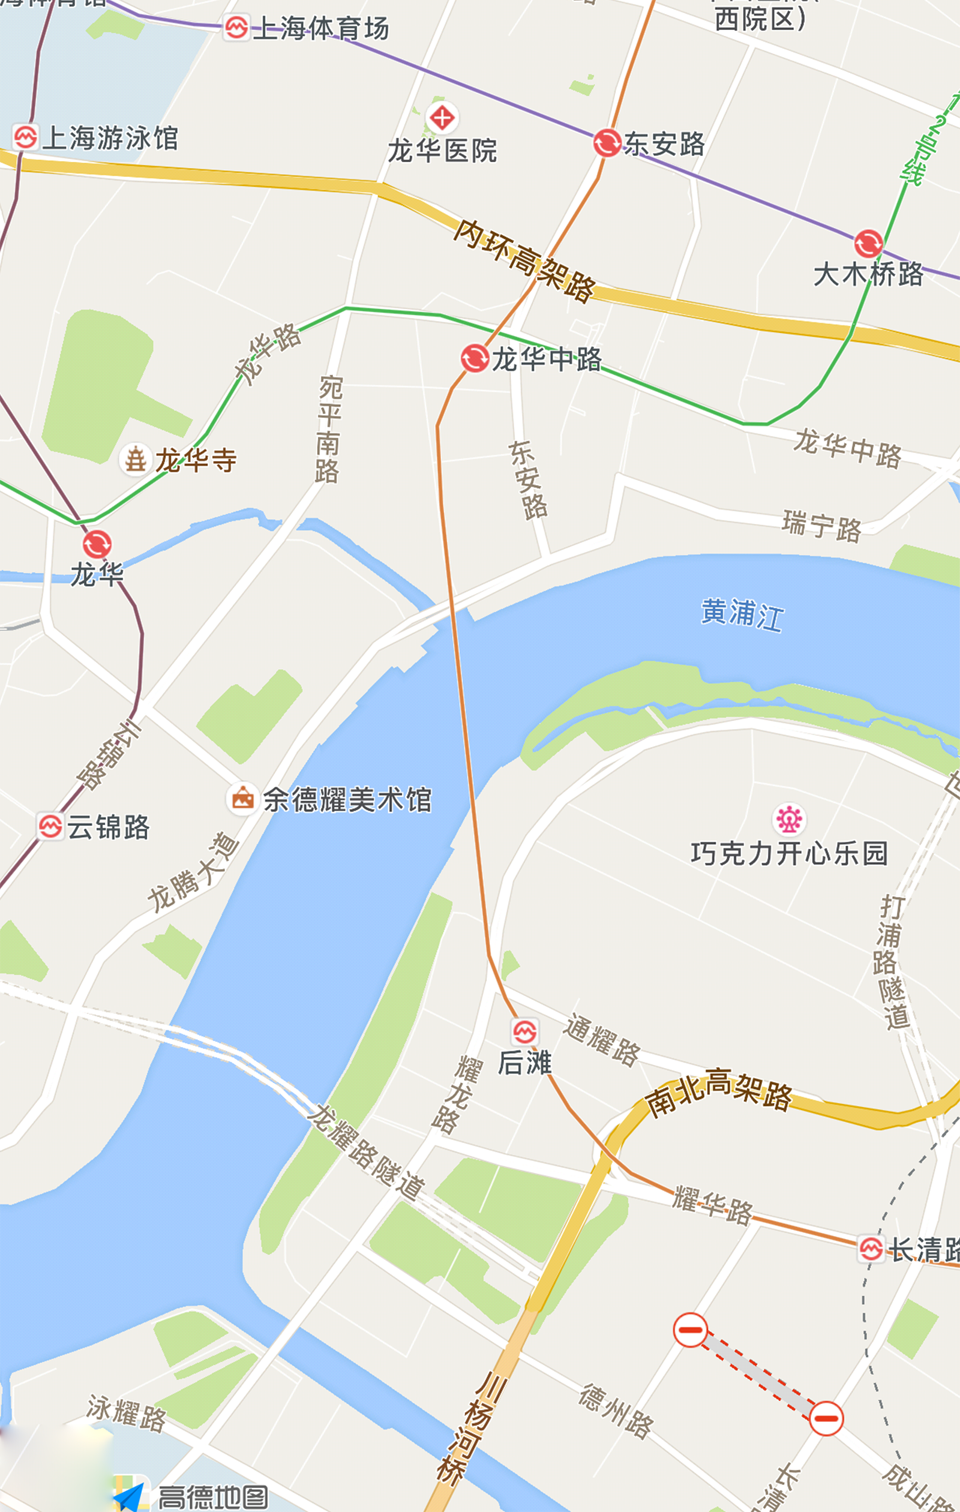 西院区）
上海体育场
上海游泳馆
龙华医院
东安路
12号线
大木桥路
内环高架路
龙华路
龙华中路
宛平南路
东安路
龙华中路
龙华寺
瑞宁路
龙华
黄浦江
云锦路
余德耀美术馆
云锦路
巧克力开心乐园
龙腾大道
打浦路隧道
后滩
通耀路
耀龙路
南北高架路
龙耀路隧道
耀华路
长清路
川杨河桥
德州路
泳耀路
长清
成山路
高德地图